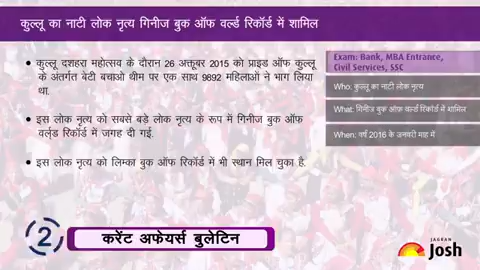 कुल्लू का नाटी लोक नृत्य गिनीज बुक ऑफ वर्ल्ड रिकॉर्ड में शामिल
• कुल्लू दशहरा महोत्सव के दौरान 26 अक्तूबर 2015 को प्राइड ऑफ कुल्लू
के अंतर्गत बेटी बचाओ थीम पर एक साथ 9892 महिलाओं ने भाग लिया
था.
• इस लोक नृत्य को सबसे बड़े लोक नृत्य के रूप में गिनीज बुक ऑफ
वर्ल्ड रिकॉर्ड में जगह दी गई.
• इस लोक नृत्य को लिम्का बुक ऑफ रिकॉर्ड में भी स्थान मिल चुका है.
Exam: Bank, MBA Entrance,
Civil Services, SSC
Who: कुल्लू का नाटी लोक नृत्य
What: गिनीज बुक ऑफ वर्ल्ड रिकॉर्ड में शामिल
When: वर्ष 2016 के जनवरी माह में
2
करेंट अफेयर्स बुलेटिन
JAGRAN
Josh